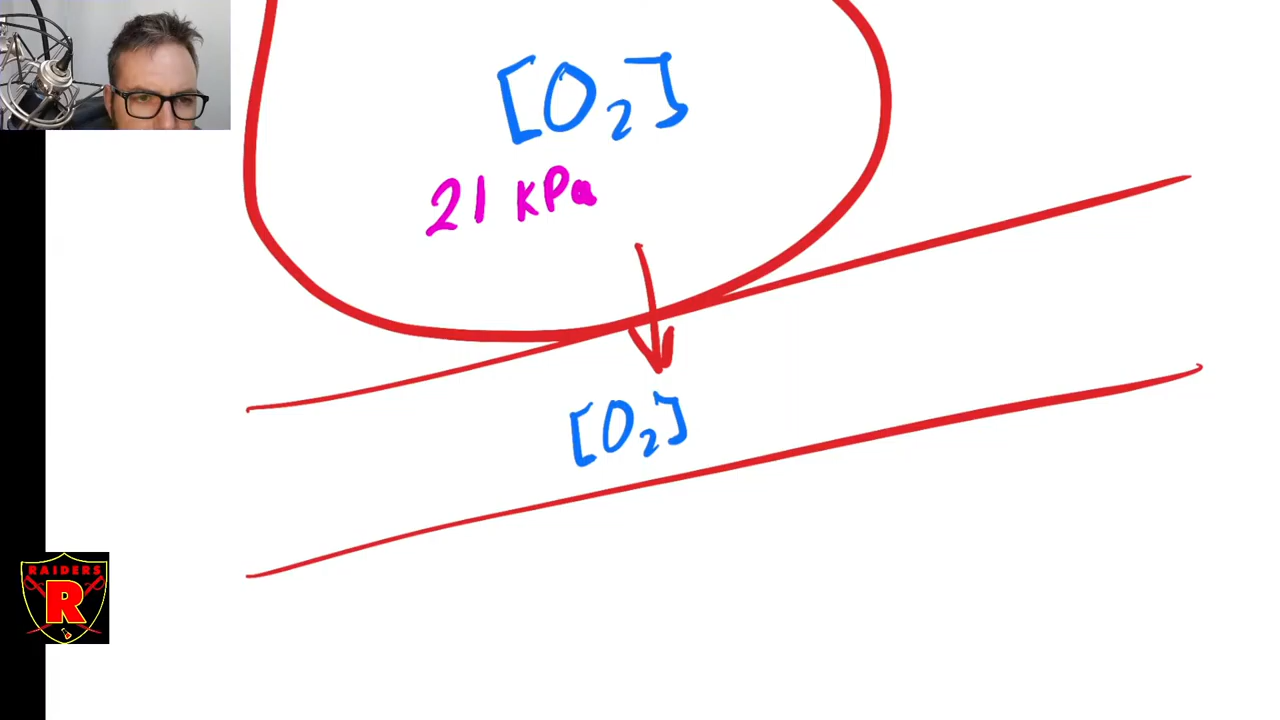 [O₂]
21 kPa
[O₂]
RAIDERS
R